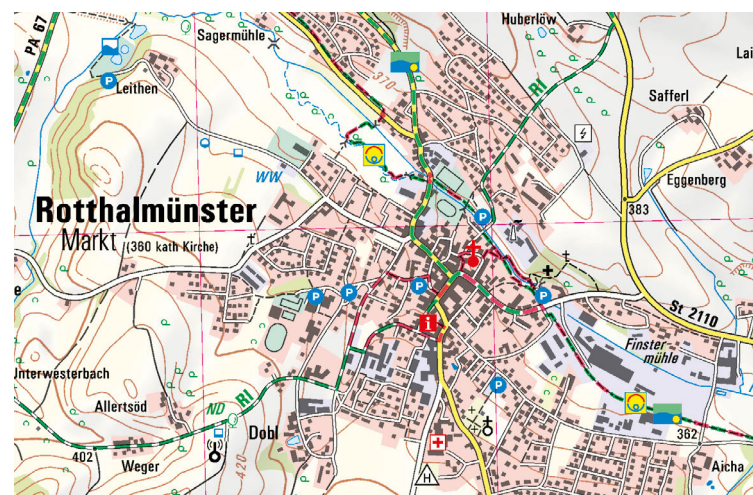 PA 67
Sagermühle
Huberlöw
Lai
P
Leithen
370
RI
Safferl
WW
Eggenberg
383
Rotthalmünster
Markt
(360 kath Kirche)
P
e
P
P
P
P
i
St 2110
Finster-
mühle
Unterwesterbach
Allertsöd
ND
RI
P
Dobl
402
Weger
420
H
362
Aicha